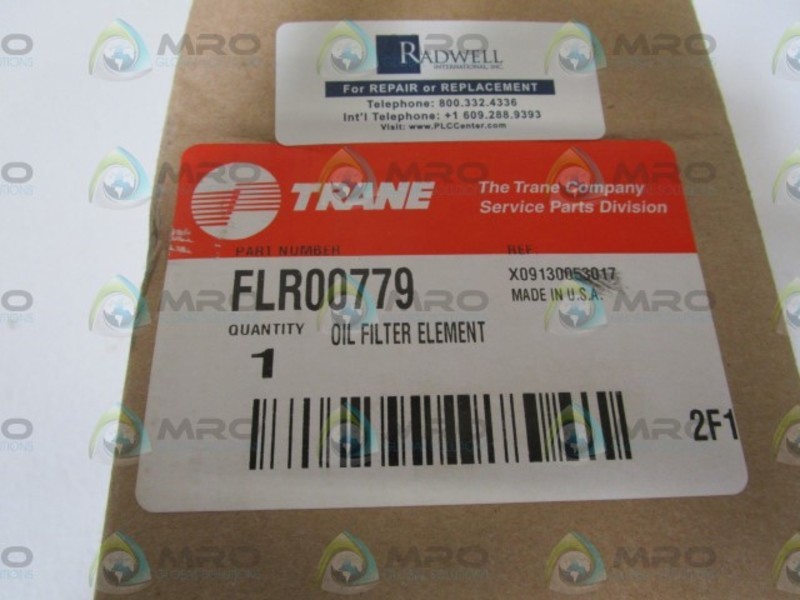 RADWELL
INTERNATIONAL, INC.
For REPAIR or REPLACEMENT
Telephone: 800.332.4336
Int'l Telephone: +1 609.288.9393
Visit: www.PLCCenter.com
TRANE
The Trane Company
Service Parts Division
PART NUMBER
REF.
FLR00779
X09130053017
MADE IN U.S.A.
QUANTITY
OIL FILTER ELEMENT
1
2F1
MRO